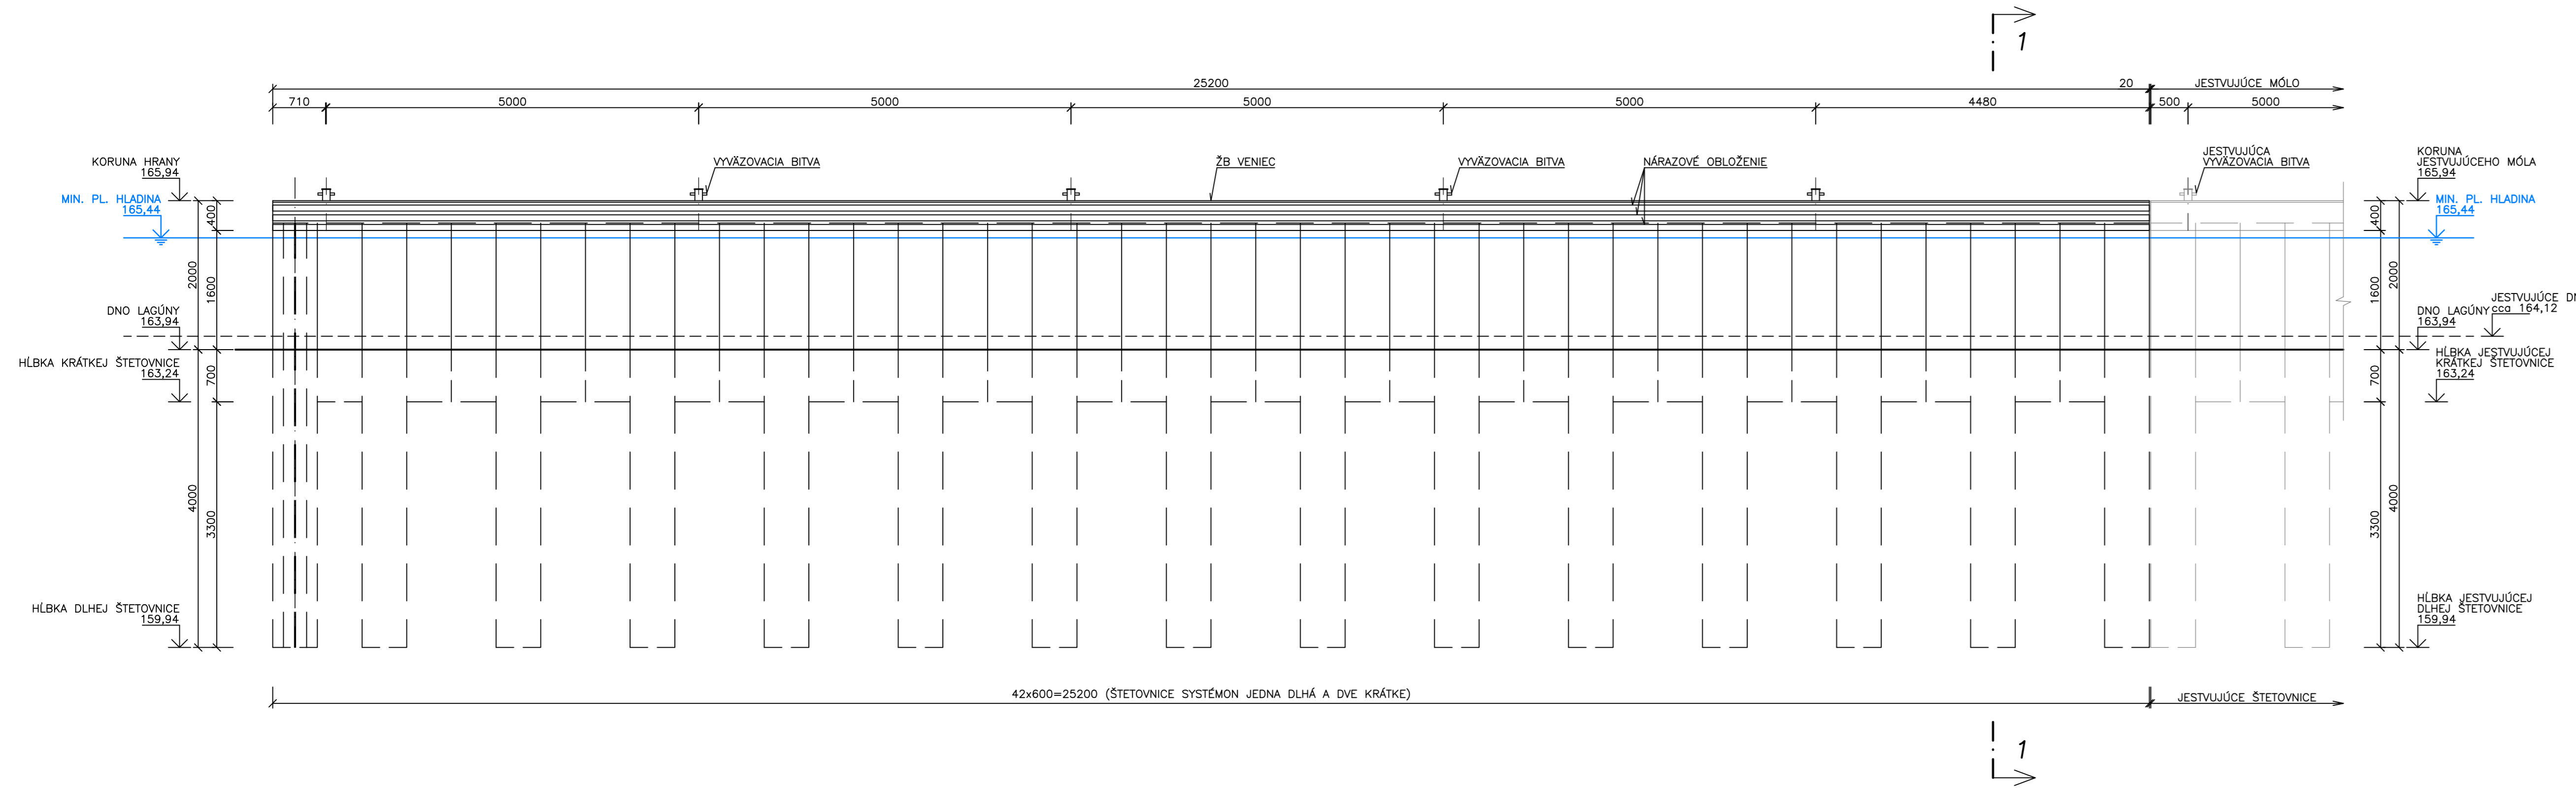 1
25200
20
JESTVUJÚCE MÓLO
710
5000
5000
5000
5000
4480
500
5000
KORUNA HRANY
165,94
MIN. PL. HLADINA
165,44
VYVÄZOVACIA BITVA
ŽB VENIEC
VYVÄZOVACIA BITVA
NÁRAZOVÉ OBLOŽENIE
JESTVUJÚCA
VYVÄZOVACIA BITVA
KORUNA
JESTVUJÚCEHO MÓLA
165,94
MIN. PL. HLADINA
165,44
400
2000
1600
400
1600
2000
DNO LAGÚNY
163,94
JESTVUJÚCE
cca 164,12
DNO LAGÚNY
163,94
HĹBKA KRÁTKEJ ŠTETOVNICE
163,24
700
700
HĹBKA JESTVUJÚCEJ
KRÁTKEJ ŠTETOVNICE
163,24
4000
3300
3300
4000
HĹBKA DLHEJ ŠTETOVNICE
159,94
HĹBKA JESTVUJÚCEJ
DLHEJ ŠTETOVNICE
159,94
42x600=25200 (ŠTETOVNICE SYSTÉMON JEDNA DLHÁ A DVE KRÁTKE)
JESTVUJÚCE ŠTETOVNICE
1